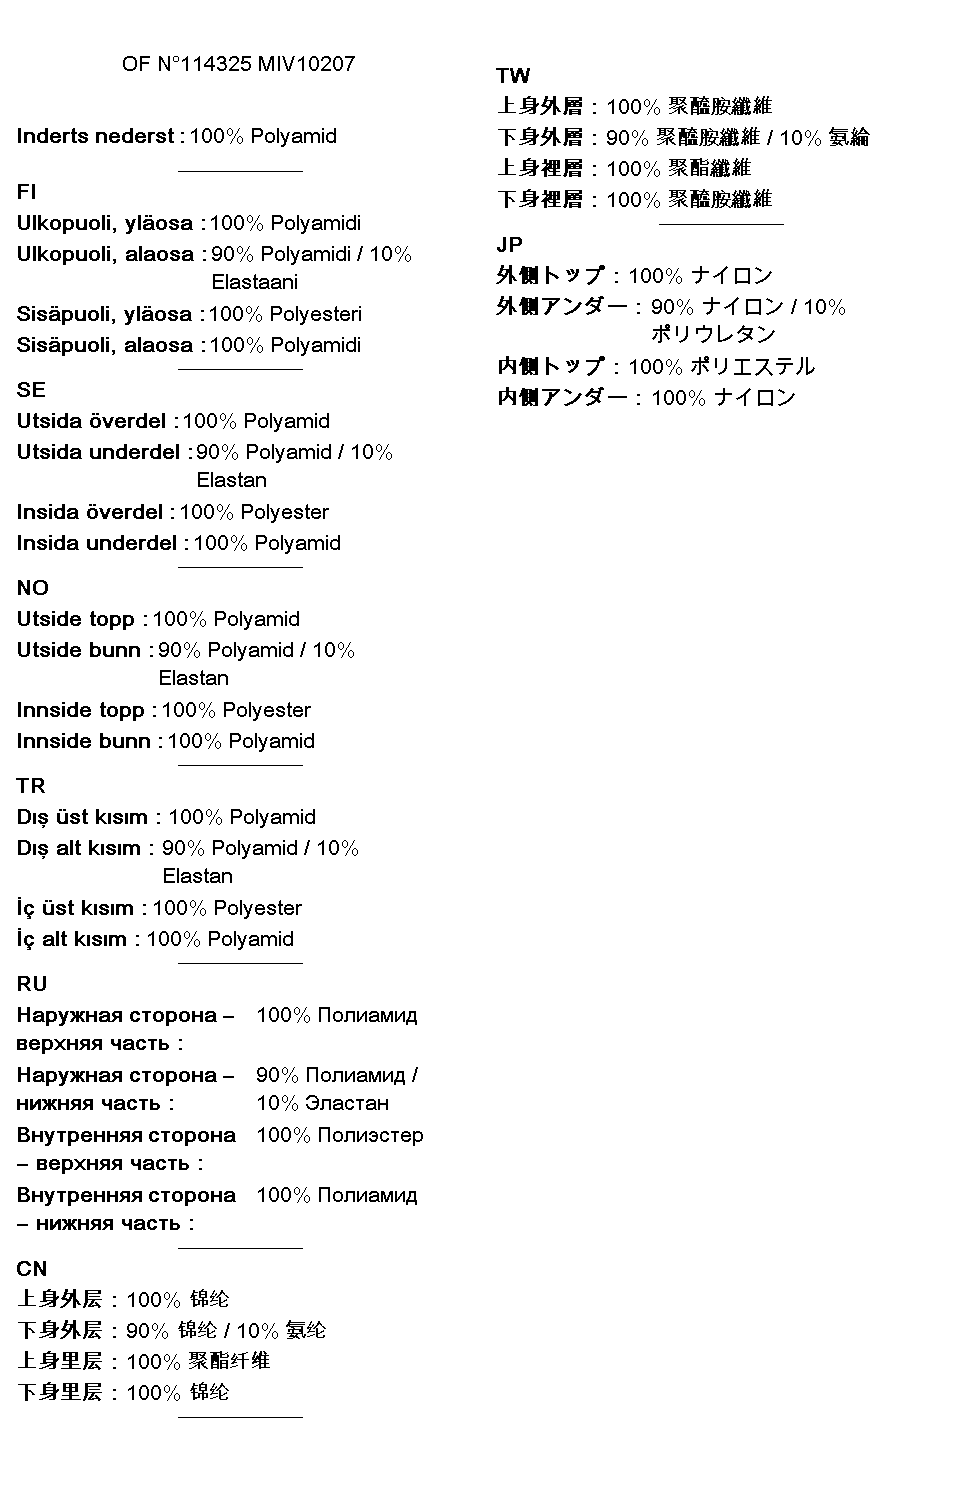 OF N°114325 MIV10207
Inderts nederst : 100% Polyamid
FI
Ulkopuoli, yläosa : 100% Polyamidi
Ulkopuoli, alaosa : 90% Polyamidi / 10%
Elastaani
Sisäpuoli, yläosa : 100% Polyesteri
Sisäpuoli, alaosa : 100% Polyamidi
SE
Utsida överdel : 100% Polyamid
Utsida underdel : 90% Polyamid / 10%
Elastan
Insida överdel : 100% Polyester
Insida underdel : 100% Polyamid
NO
Utside topp : 100% Polyamid
Utside bunn : 90% Polyamid / 10%
Elastan
Innside topp : 100% Polyester
Innside bunn : 100% Polyamid
TR
Dış üst kısım : 100% Polyamid
Dış alt kısım : 90% Polyamid / 10%
Elastan
İç üst kısım : 100% Polyester
İç alt kısım : 100% Polyamid
RU
Наружная сторона – 100% Полиамид
верхняя часть :
Наружная сторона – 90% Полиамид /
нижняя часть : 10% Эластан
Внутренняя сторона 100% Полиэстер
– верхняя часть :
Внутренняя сторона 100% Полиамид
– нижняя часть :
CN
上身外层 : 100% 锦纶
下身外层 : 90% 锦纶 / 10% 氨纶
上身里层 : 100% 聚酯纤维
下身里层 : 100% 锦纶
TW
上身外層 : 100% 聚醯胺纖維
下身外層 : 90% 聚醯胺纖維 / 10% 氨綸
上身裡層 : 100% 聚酯纖維
下身裡層 : 100% 聚醯胺纖維
JP
外側トップ : 100% ナイロン
外側アンダー : 90% ナイロン / 10%
ポリウレタン
内側トップ : 100% ポリエステル
内側アンダー : 100% ナイロン